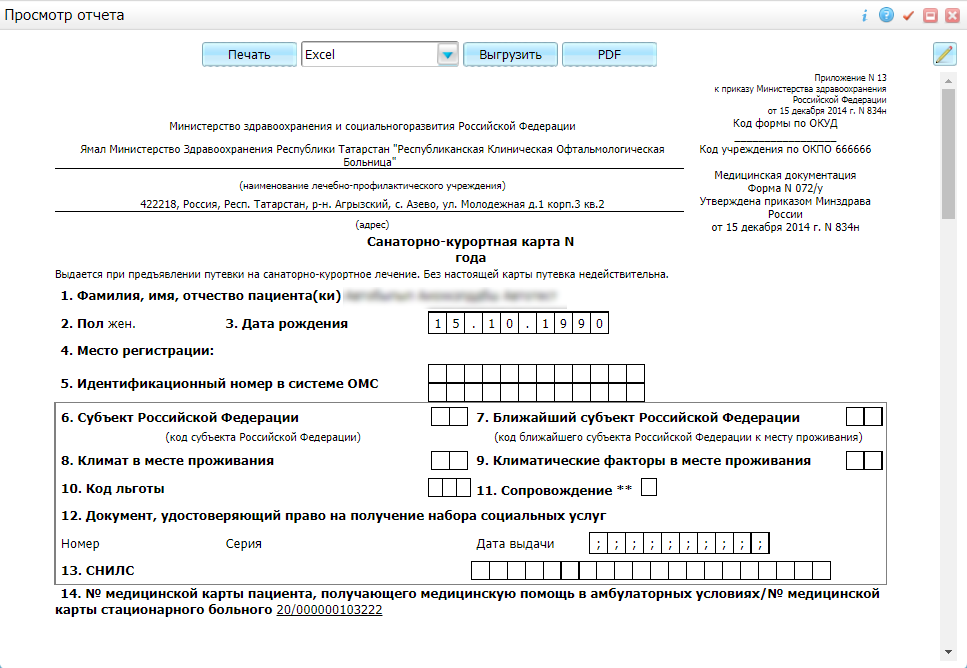 Просмотр отчета
Печать Excel Выгрузить PDF
Приложение N 13
к приказу Министерства здравоохранения
Российской Федерации
от 15 декабря 2014 г. N 834н
Министерство здравоохранения и социальногоразвития Российской Федерации
Код формы по ОКУД
Ямал Министерство Здравоохранения Республики Татарстан "Республиканская Клиническая Офтальмологическая
Больница"
Код учреждения по ОКПО 666666
(наименование лечебно-профилактического учреждения)
Медицинская документация
Форма N 072/у
Утверждена приказом Минздрава
России
от 15 декабря 2014 г. N 834н
422218, Россия, Респ. Татарстан, р-н. Агрызский, с. Азево, ул. Молодежная д.1 корп.3 кв.2
(адрес)
Санаторно-курортная карта N
года
Выдается при предъявлении путевки на санаторно-курортное лечение. Без настоящей карты путевка недействительна.
1. Фамилия, имя, отчество пациента(ки)
2. Пол жен. 3. Дата рождения 15.10.1990
4. Место регистрации:
5. Идентификационный номер в системе ОМС
6. Субъект Российской Федерации 7. Ближайший субъект Российской Федерации
(код субъекта Российской Федерации) (код ближайшего субъекта Российской Федерации к месту проживания)
8. Климат в месте проживания 9. Климатические факторы в месте проживания
10. Код льготы 11. Сопровождение **
12. Документ, удостоверяющий право на получение набора социальных услуг
Номер Серия Дата выдачи ; ; ; ; ; ; ; ; ; ;
13. СНИЛС
14. № медицинской карты пациента, получающего медицинскую помощь в амбулаторных условиях/№ медицинской
карты стационарного больного 20/000000103222